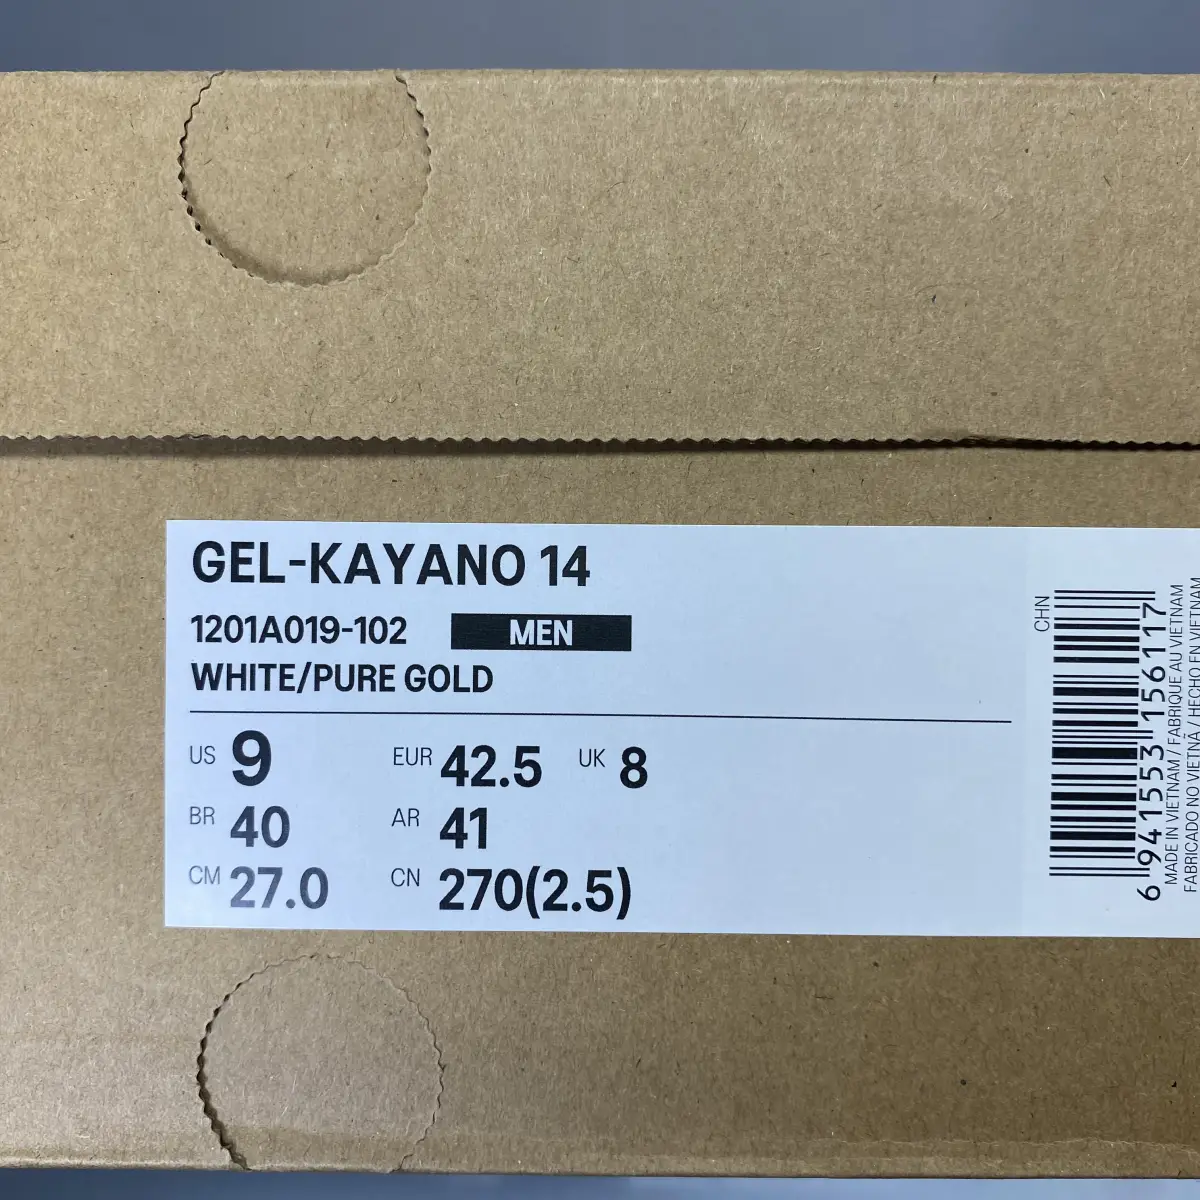 GEL-KAYANO 14
1201A019-102 MEN
WHITE/PURE GOLD
US 9 EUR 42.5 UK 8
BR 40 AR 41
CM 27.0 CN 270(2.5)
CHN
6 941553 156117
MADE IN VIETNAM / FABRIQUE AU VIETNAM
FABRICADO NO VIETNÃ / HECHO EN VIETNAM